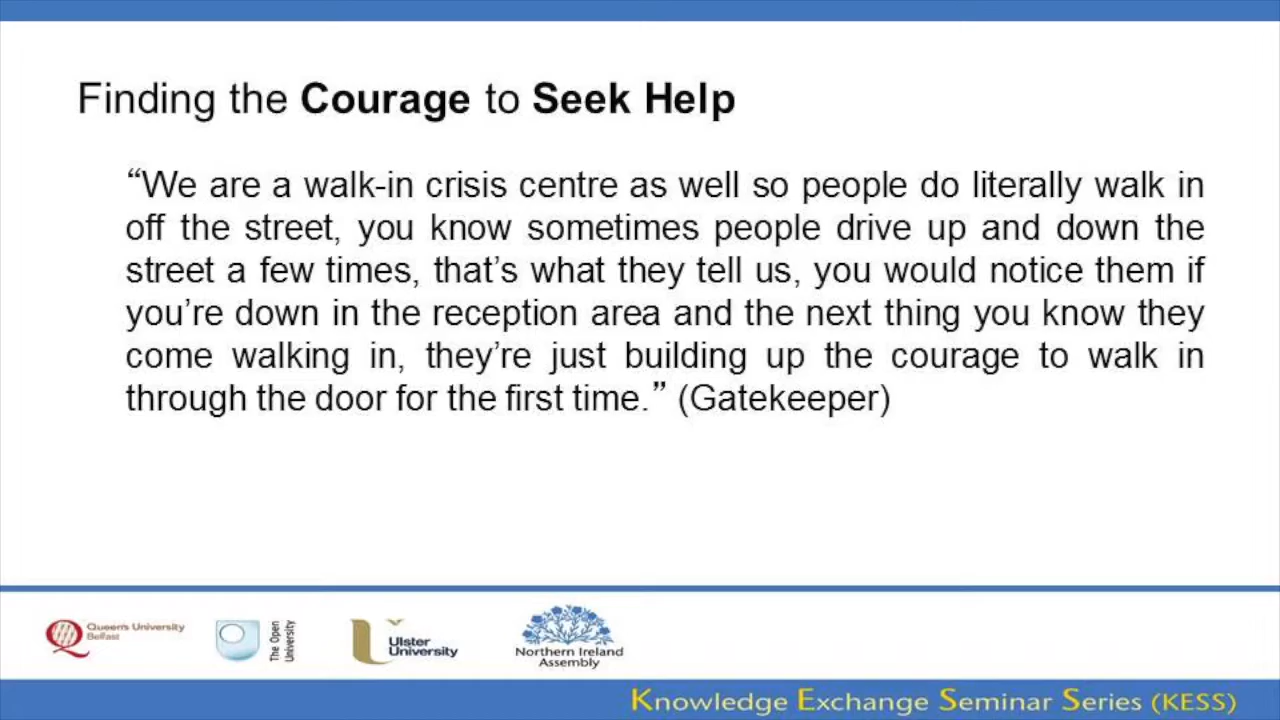 Finding the Courage to Seek Help
“We are a walk-in crisis centre as well so people do literally walk in
off the street, you know sometimes people drive up and down the
street a few times, that’s what they tell us, you would notice them if
you’re down in the reception area and the next thing you know they
come walking in, they’re just building up the courage to walk in
through the door for the first time.” (Gatekeeper)
Queen's University
Belfast
The Open
University
Ulster
University
Northern Ireland
Assembly
Knowledge Exchange Seminar Series (KESS)